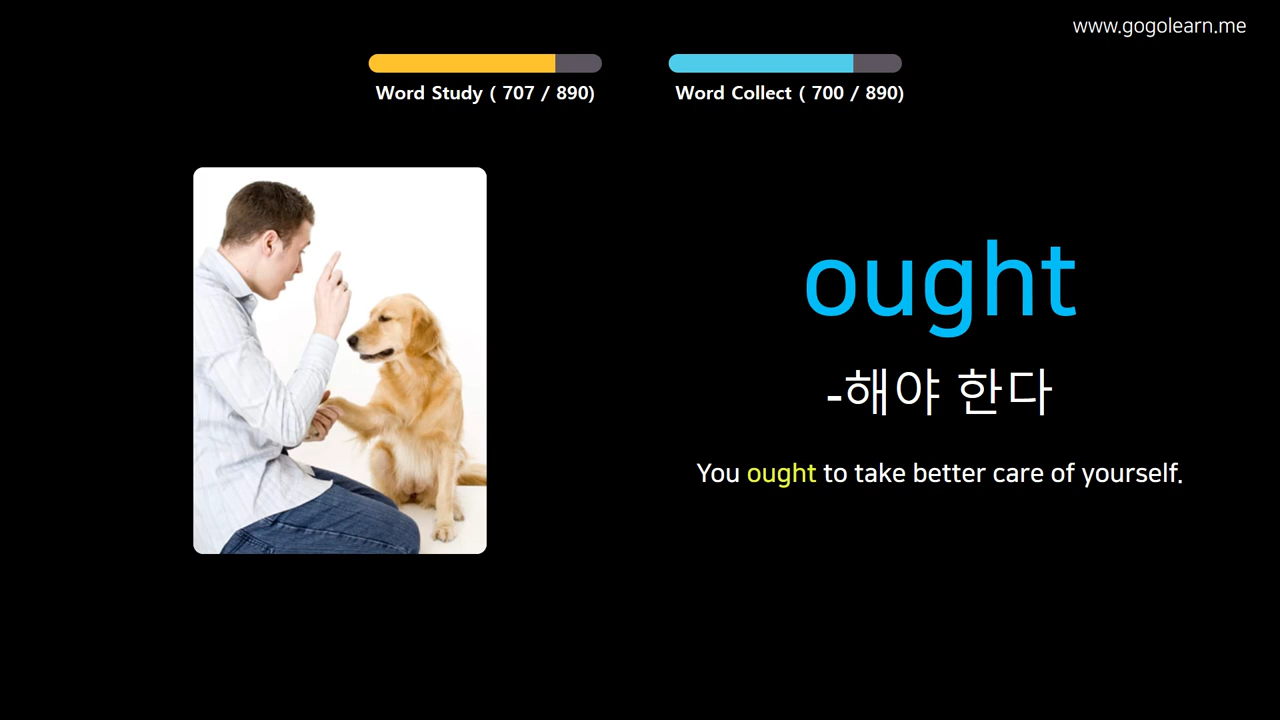 www.gogolearn.me
Word Study ( 707 / 890)
Word Collect ( 700 / 890)
ought
-해야 한다
You ought to take better care of yourself.